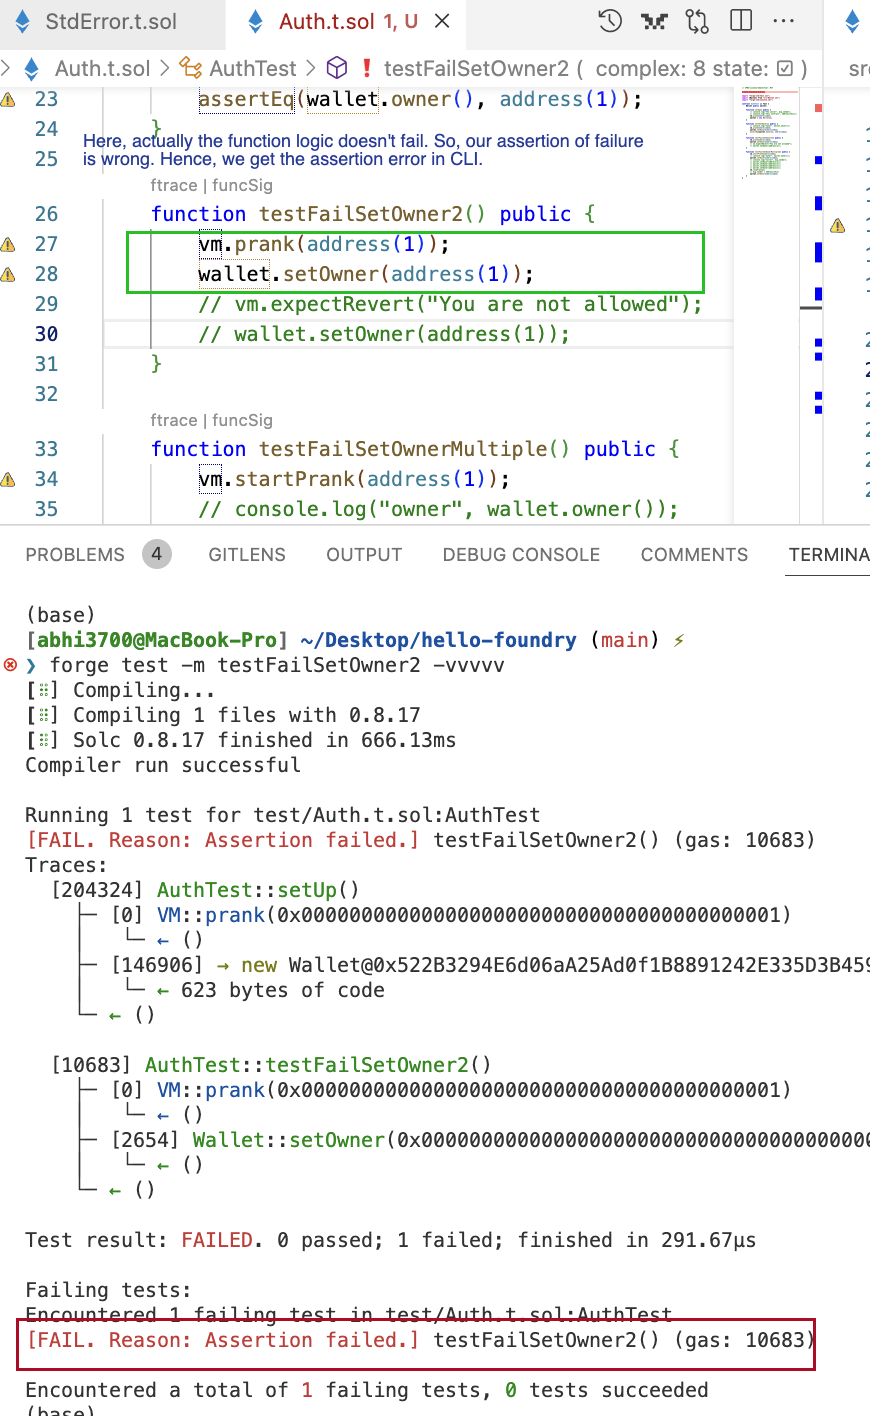 StdError.t.sol Auth.t.sol 1, U
Auth.t.sol > AuthTest > testFailSetOwner2 ( complex: 8 state: ) sr
23 assertEq(wallet.owner(), address(1));
24 }
Here, actually the function logic doesn't fail. So, our assertion of failure
25 is wrong. Hence, we get the assertion error in CLI.
ftrace | funcSig
26 function testFailSetOwner2() public {
27 vm.prank(address(1));
28 wallet.setOwner(address(1));
29 // vm.expectRevert("You are not allowed");
30 // wallet.setOwner(address(1));
31 }
32
ftrace | funcSig
33 function testFailSetOwnerMultiple() public {
34 vm.startPrank(address(1));
35 // console.log("owner", wallet.owner());
PROBLEMS 4 GITLENS OUTPUT DEBUG CONSOLE COMMENTS TERMINA
(base)
[abhi3700@MacBook-Pro] ~/Desktop/hello-foundry (main) ⚡
❯ forge test -m testFailSetOwner2 -vvvvv
[⠿] Compiling...
[⠿] Compiling 1 files with 0.8.17
[⠿] Solc 0.8.17 finished in 666.13ms
Compiler run successful
Running 1 test for test/Auth.t.sol:AuthTest
[FAIL. Reason: Assertion failed.] testFailSetOwner2() (gas: 10683)
Traces:
[204324] AuthTest::setUp()
├─ [0] VM::prank(0x0000000000000000000000000000000000000001)
│ └─ ← ()
├─ [146906] → new Wallet@0x522B3294E6d06aA25Ad0f1B8891242E335D3B459
│ └─ ← 623 bytes of code
└─ ← ()
[10683] AuthTest::testFailSetOwner2()
├─ [0] VM::prank(0x0000000000000000000000000000000000000001)
│ └─ ← ()
├─ [2654] Wallet::setOwner(0x00000000000000000000000000000000000000
│ └─ ← ()
└─ ← ()
Test result: FAILED. 0 passed; 1 failed; finished in 291.67µs
Failing tests:
Encountered 1 failing test in test/Auth.t.sol:AuthTest
[FAIL. Reason: Assertion failed.] testFailSetOwner2() (gas: 10683)
Encountered a total of 1 failing tests, 0 tests succeeded
(base)